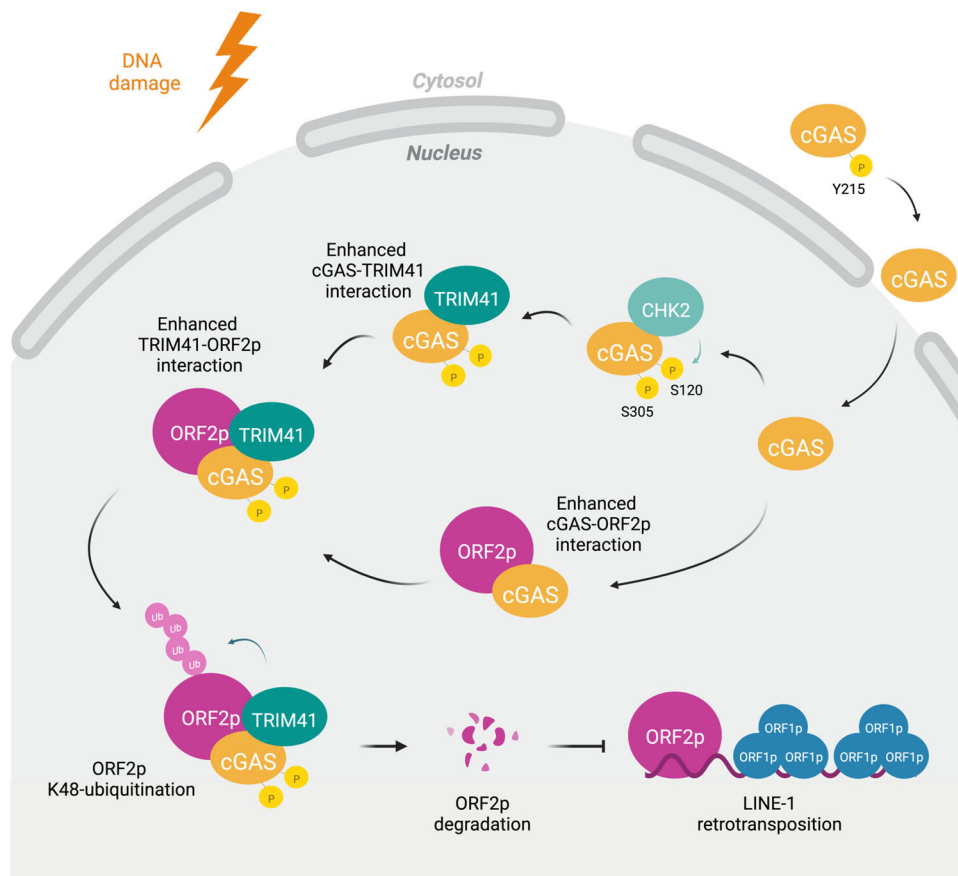 DNA
damage
Cytosol
Nucleus
cGAS
P
Y215
cGAS
Enhanced
cGAS-TRIM41
interaction
TRIM41
cGAS
P
P
CHK2
cGAS
P
S120
P
S305
cGAS
Enhanced
TRIM41-ORF2p
interaction
ORF2p
TRIM41
cGAS
P
P
Enhanced
cGAS-ORF2p
interaction
ORF2p
cGAS
Ub
Ub
Ub
Ub
ORF2p
TRIM41
cGAS
P
P
ORF2p
K48-ubiquitination
ORF2p
degradation
ORF2p
ORF1p
ORF1p
ORF1p
ORF1p
ORF1p
ORF1p
LINE-1
retrotransposition